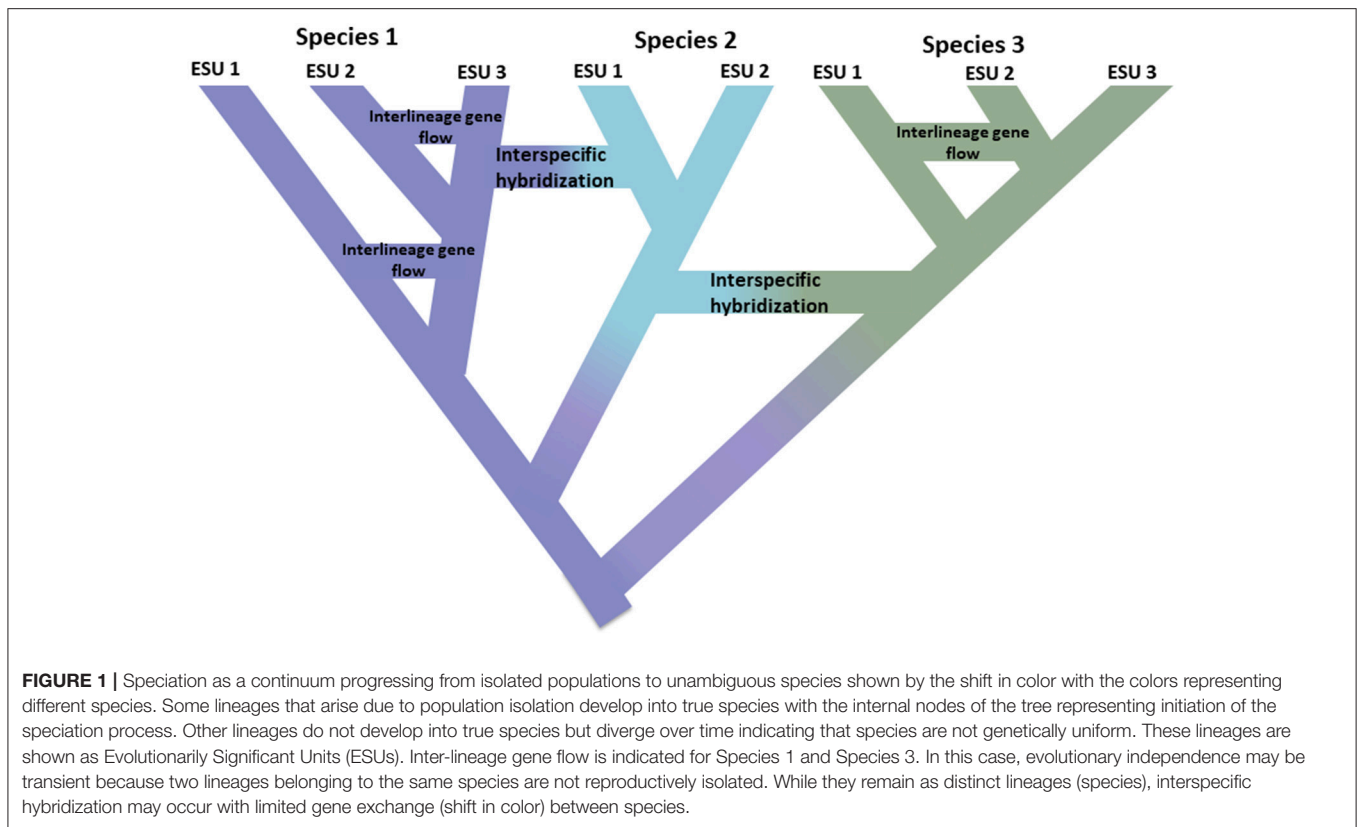 Species 1
Species 2
Species 3
ESU 1
ESU 2
ESU 3
ESU 1
ESU 2
ESU 1
ESU 2
ESU 3
Interlineage gene
flow
Interlineage gene
flow
Interspecific
hybridization
Interlineage gene
flow
Interspecific
hybridization
FIGURE 1 | Speciation as a continuum progressing from isolated populations to unambiguous species shown by the shift in color with the colors representing
different species. Some lineages that arise due to population isolation develop into true species with the internal nodes of the tree representing initiation of the
speciation process. Other lineages do not develop into true species but diverge over time indicating that species are not genetically uniform. These lineages are
shown as Evolutionarily Significant Units (ESUs). Inter-lineage gene flow is indicated for Species 1 and Species 3. In this case, evolutionary independence may be
transient because two lineages belonging to the same species are not reproductively isolated. While they remain as distinct lineages (species), interspecific
hybridization may occur with limited gene exchange (shift in color) between species.